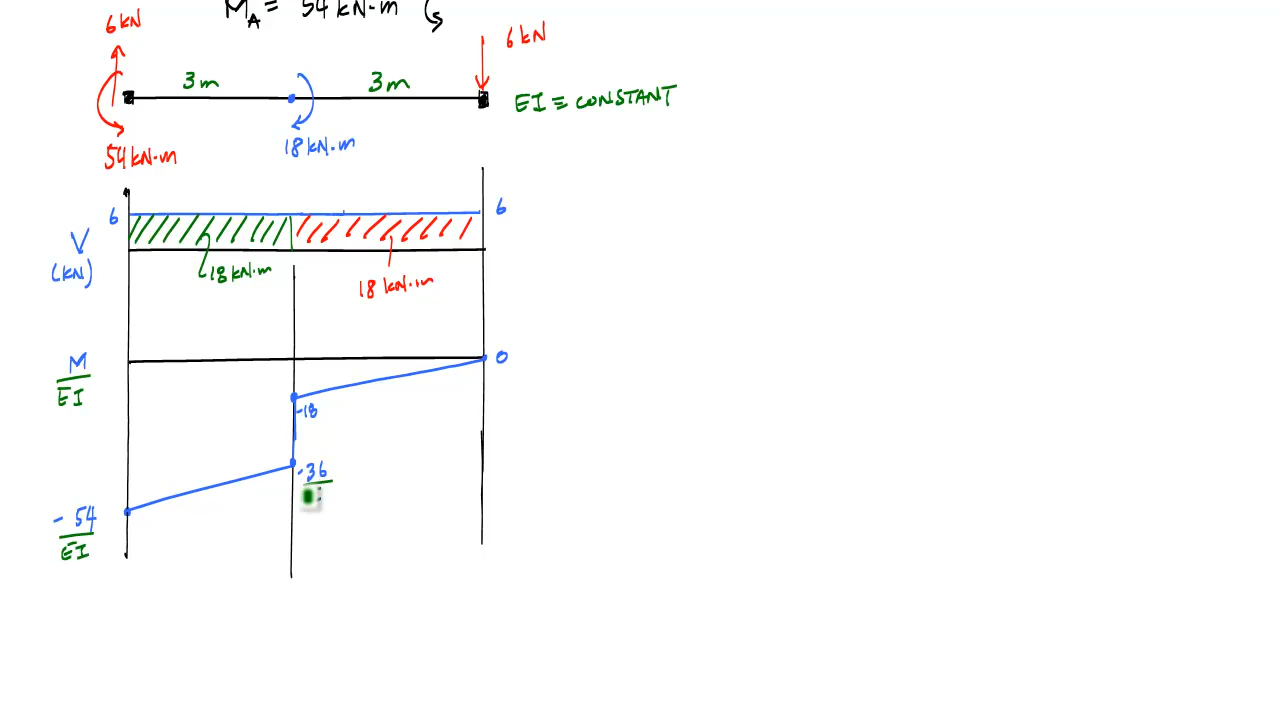 M_A = 54 kN·m
6 kN
6 kN
3 m
3 m
EI ≡ CONSTANT
54 kN·m
18 kN·m
6
6
V
(kN)
18 kN·m
18 kN·m
M
EI
0
-18
-36
-54
EI